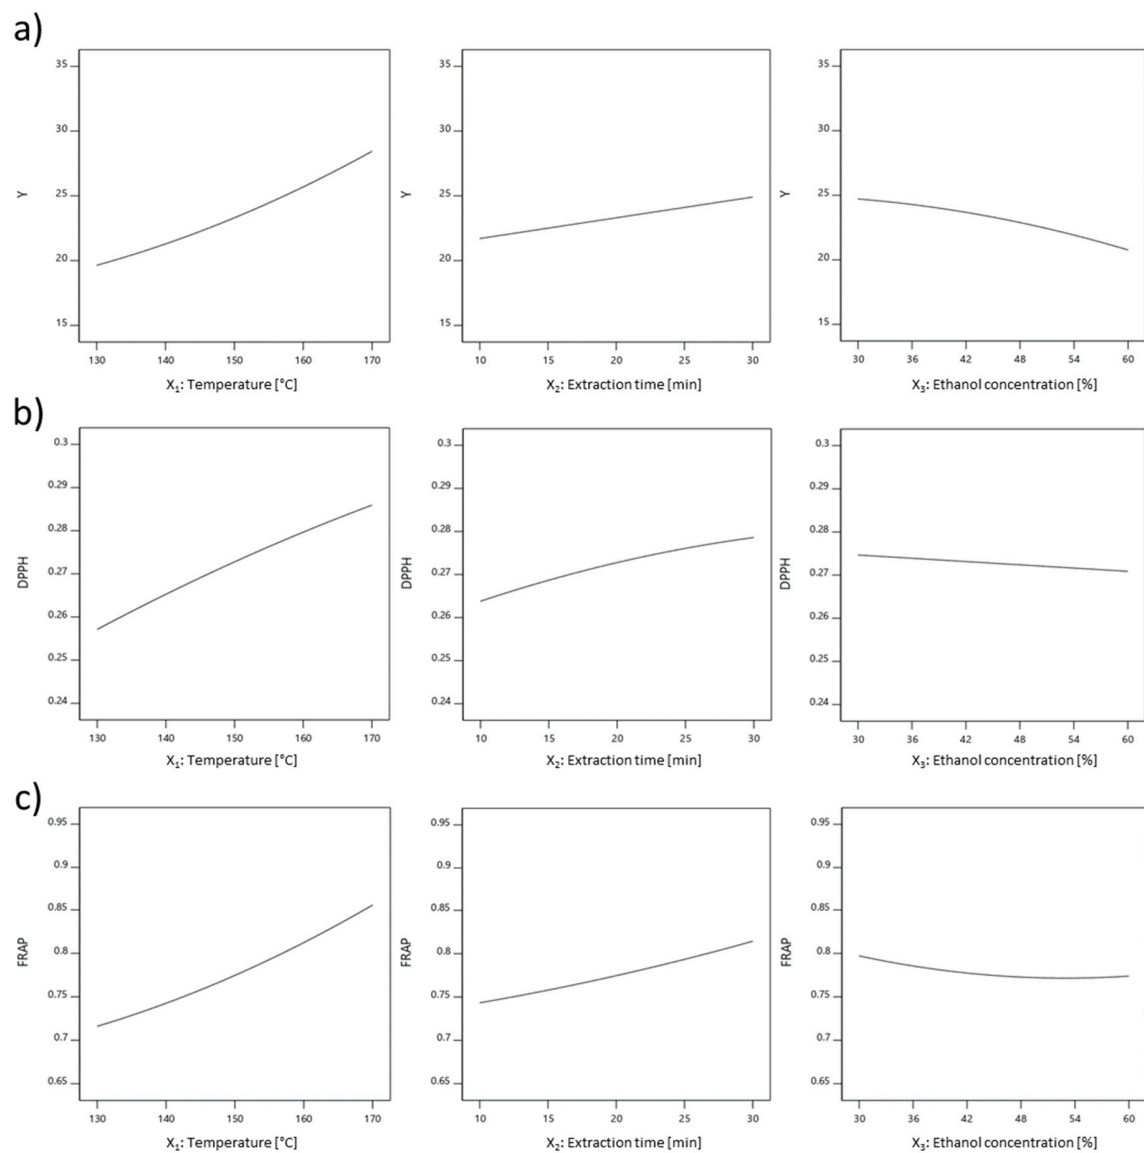 a)
35 35 35
30 30 30
Y 25 Y 25 Y 25
20 20 20
15 15 15
130 140 150 160 170 10 15 20 25 30 30 36 42 48 54 60
X₁: Temperature [°C] X₂: Extraction time [min] X₃: Ethanol concentration [%]
b)
0.3 0.3 0.3
0.29 0.29 0.29
0.28 0.28 0.28
DPPH 0.27 DPPH 0.27 DPPH 0.27
0.26 0.26 0.26
0.25 0.25 0.25
0.24 0.24 0.24
130 140 150 160 170 10 15 20 25 30 30 36 42 48 54 60
X₁: Temperature [°C] X₂: Extraction time [min] X₃: Ethanol concentration [%]
c)
0.95 0.95 0.95
0.9 0.9 0.9
0.85 0.85 0.85
FRAP 0.8 FRAP 0.8 FRAP 0.8
0.75 0.75 0.75
0.7 0.7 0.7
0.65 0.65 0.65
130 140 150 160 170 10 15 20 25 30 30 36 42 48 54 60
X₁: Temperature [°C] X₂: Extraction time [min] X₃: Ethanol concentration [%]